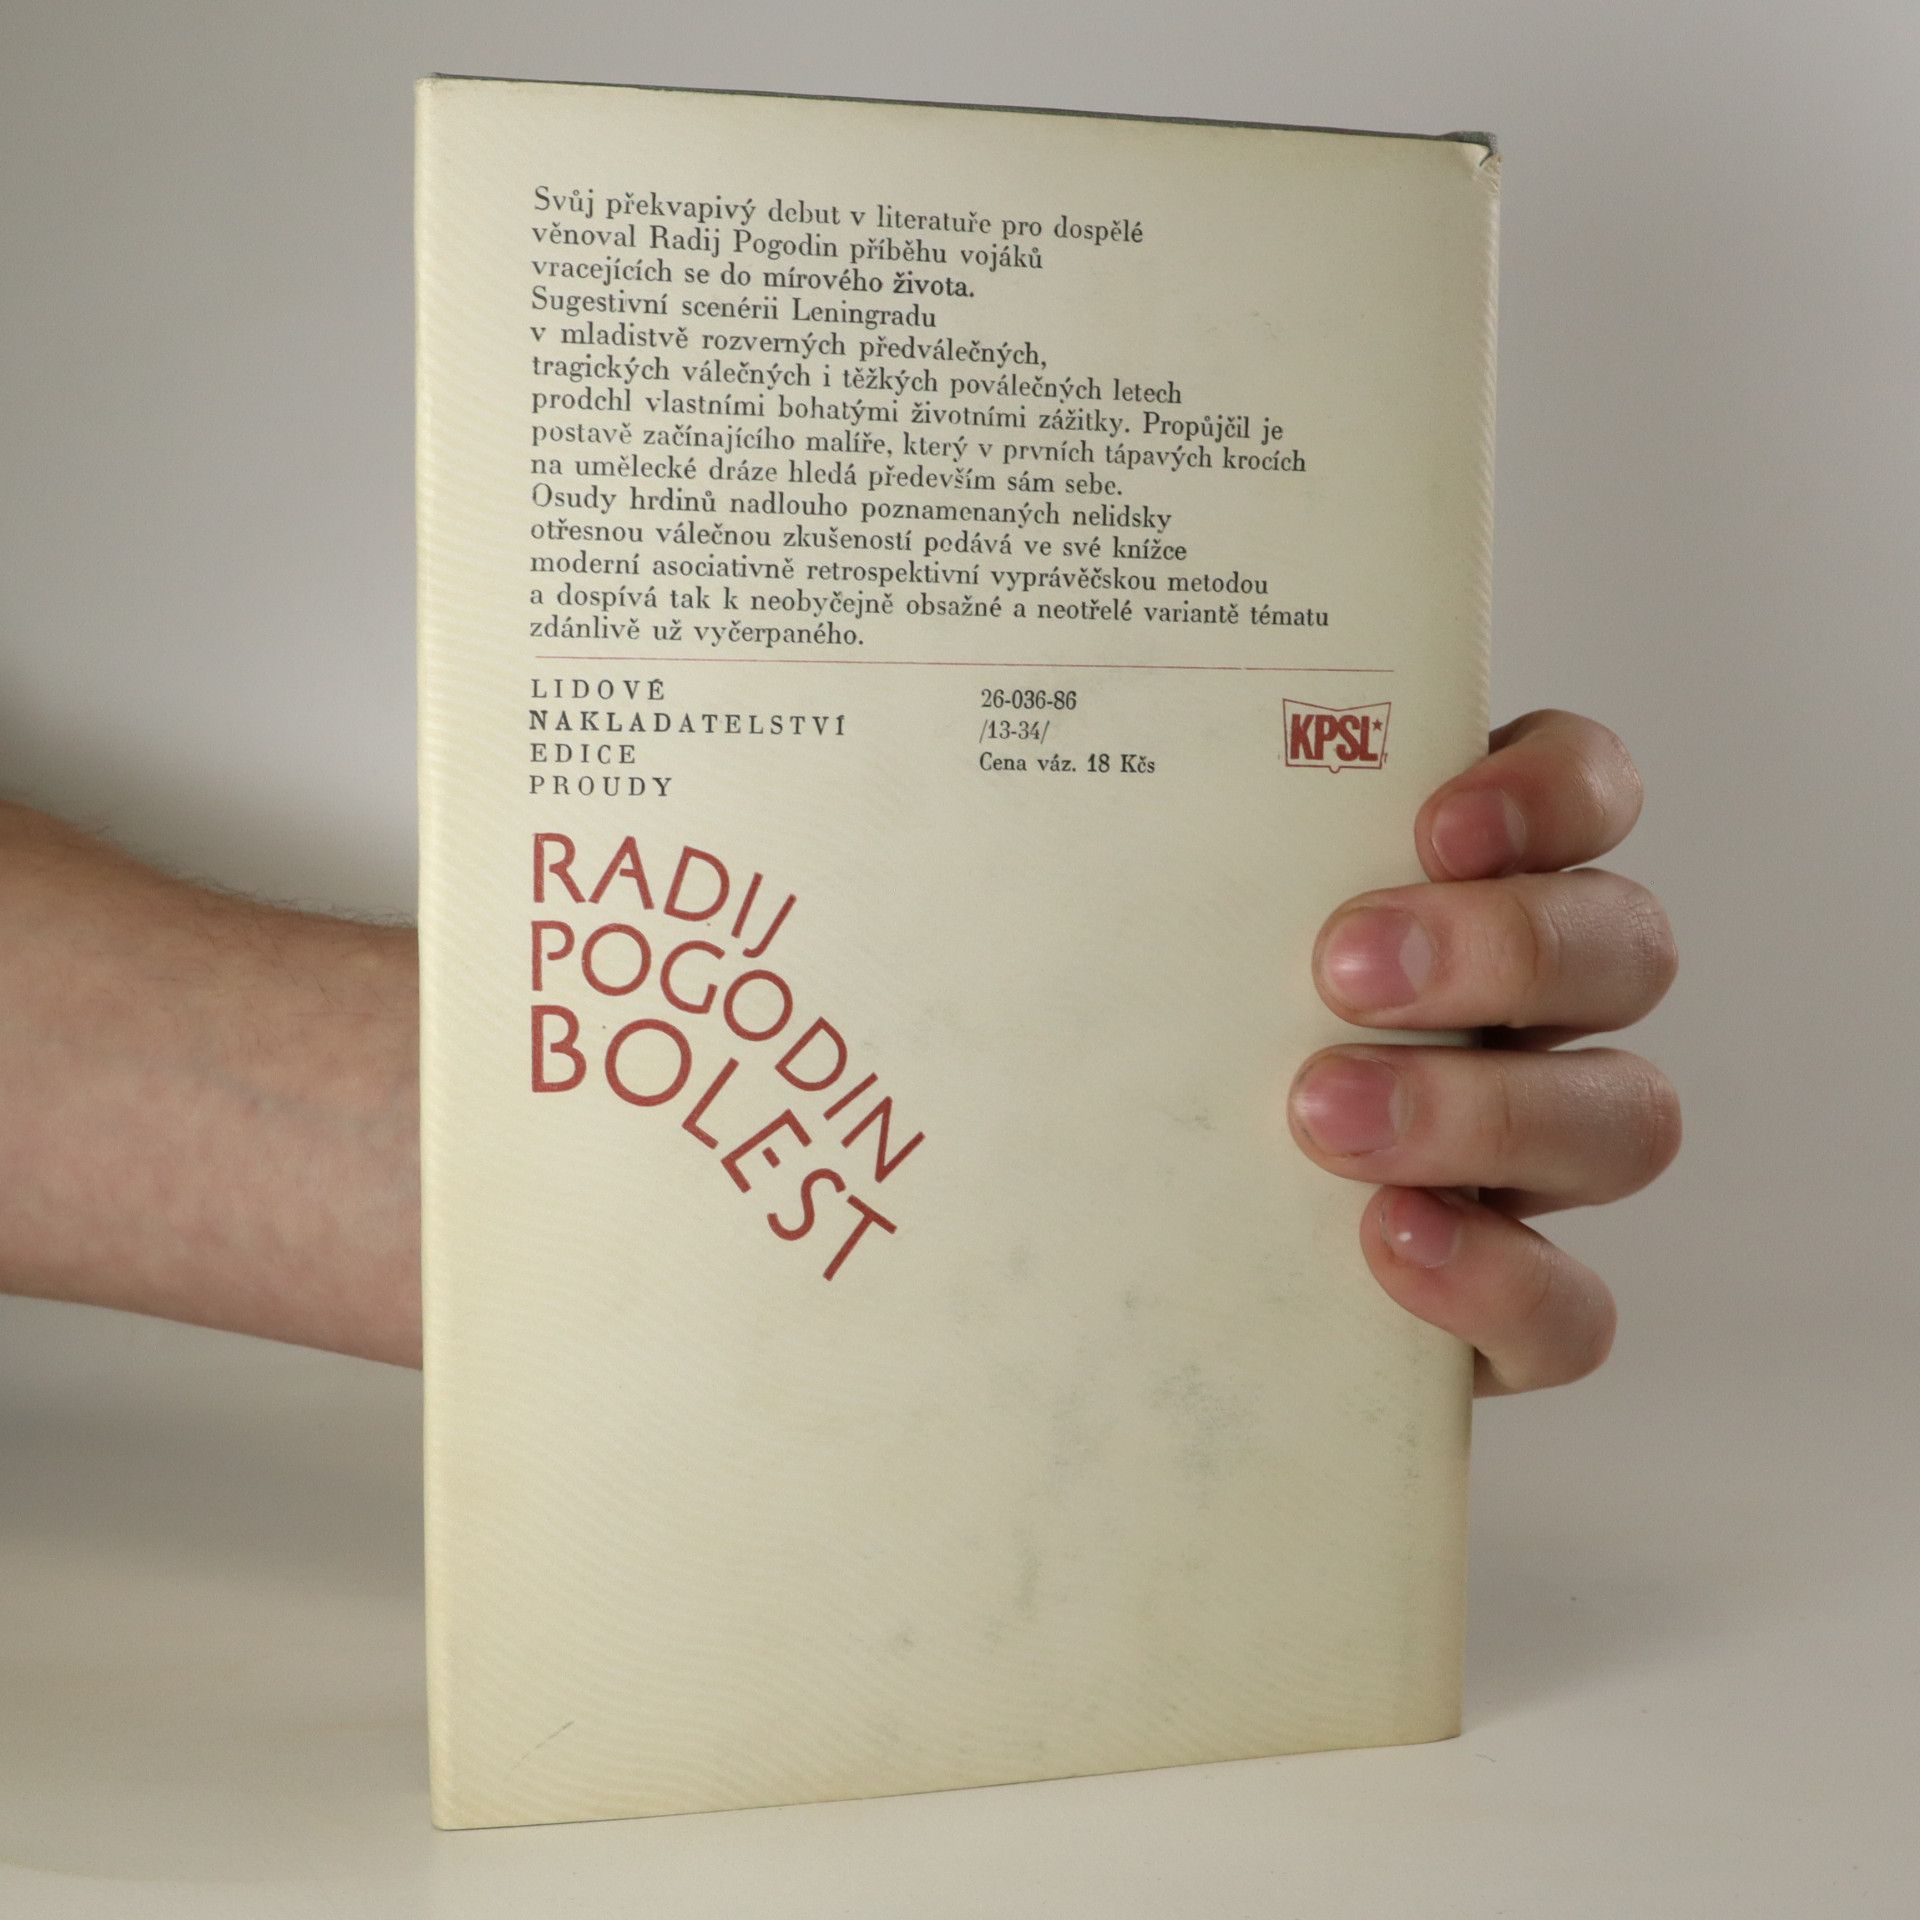 Svůj překvapivý debut v literatuře pro dospělé
věnoval Radij Pogodin příběhu vojáků
vracejících se do mírového života.
Sugestivní scenérii Leningradu
v mladistvě rozverných předválečných,
tragických válečných i těžkých poválečných letech
prodchl vlastními bohatými životními zážitky. Propůjčil je
postavě začínajícího malíře, který v prvních tápavých krocích
na umělecké dráze hledá především sám sebe.
Osudy hrdinů nadlouho poznamenaných nelidsky
otřesnou válečnou zkušeností podává ve své knížce
moderní asociativně retrospektivní vyprávěčskou metodou
a dospívá tak k neobyčejně obsažné a neotřelé variantě tématu
zdánlivě už vyčerpaného.
LIDOVÉ
NAKLADATELSTVÍ
EDICE
PROUDY
26-036-86
/13-34/
Cena váz. 18 Kčs
KPSL
RADIJ
POGODIN
BOLEST